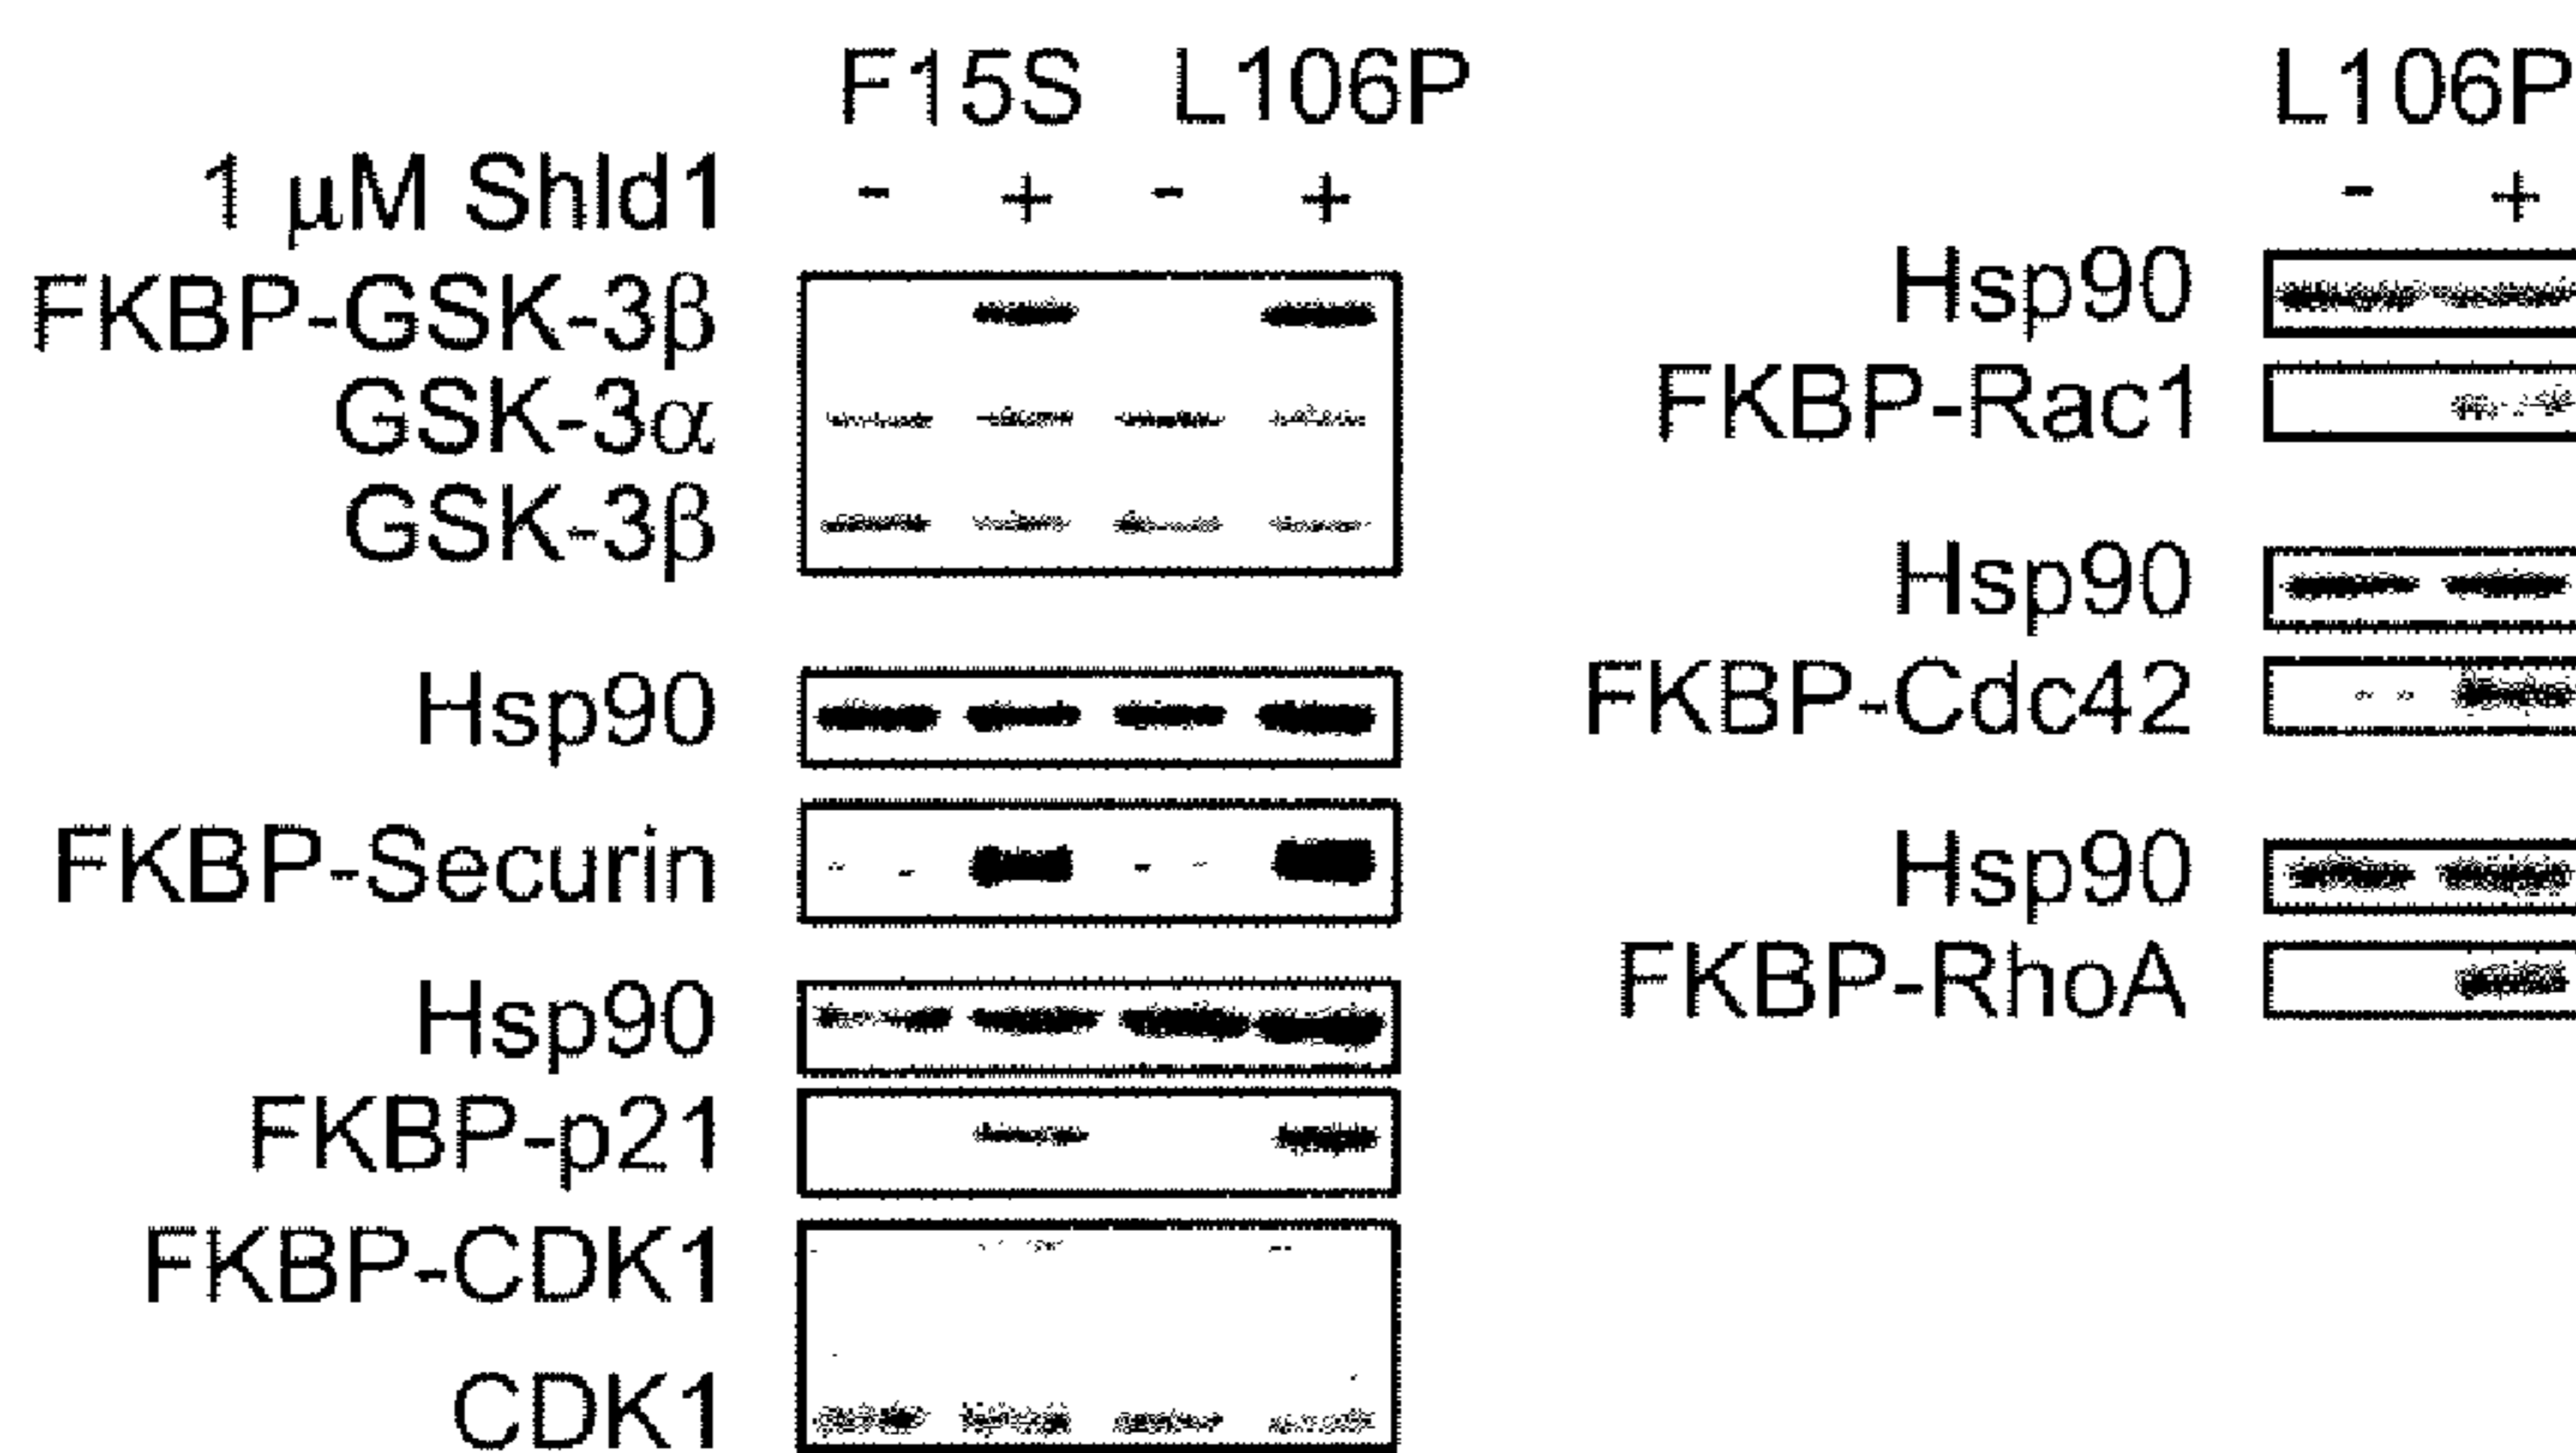 F15S L106P
1 μM Shld1 - + - +
FKBP-GSK-3β
GSK-3α
GSK-3β
Hsp90
FKBP-Securin
Hsp90
FKBP-p21
FKBP-CDK1
CDK1
L106P
- +
Hsp90
FKBP-Rac1
Hsp90
FKBP-Cdc42
Hsp90
FKBP-RhoA